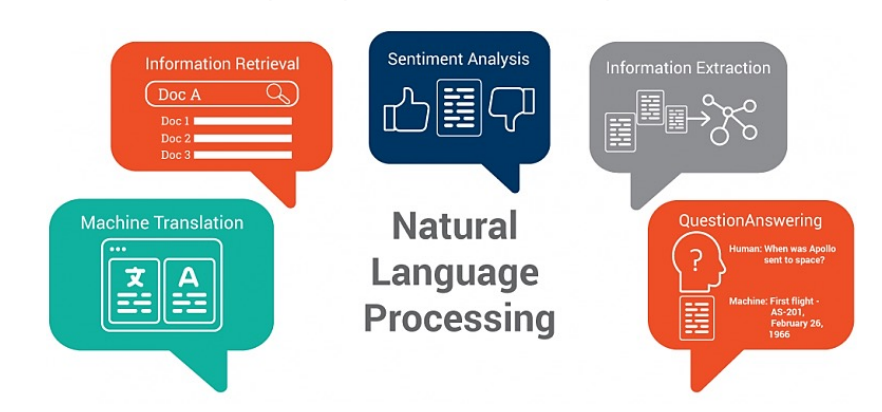 Information Retrieval
Doc A
Doc 1
Doc 2
Doc 3
Sentiment Analysis
Information Extraction
Machine Translation
文 A
Natural
Language
Processing
QuestionAnswering
?
Human: When was Apollo
sent to space?
Machine: First flight -
AS-201,
February 26,
1966